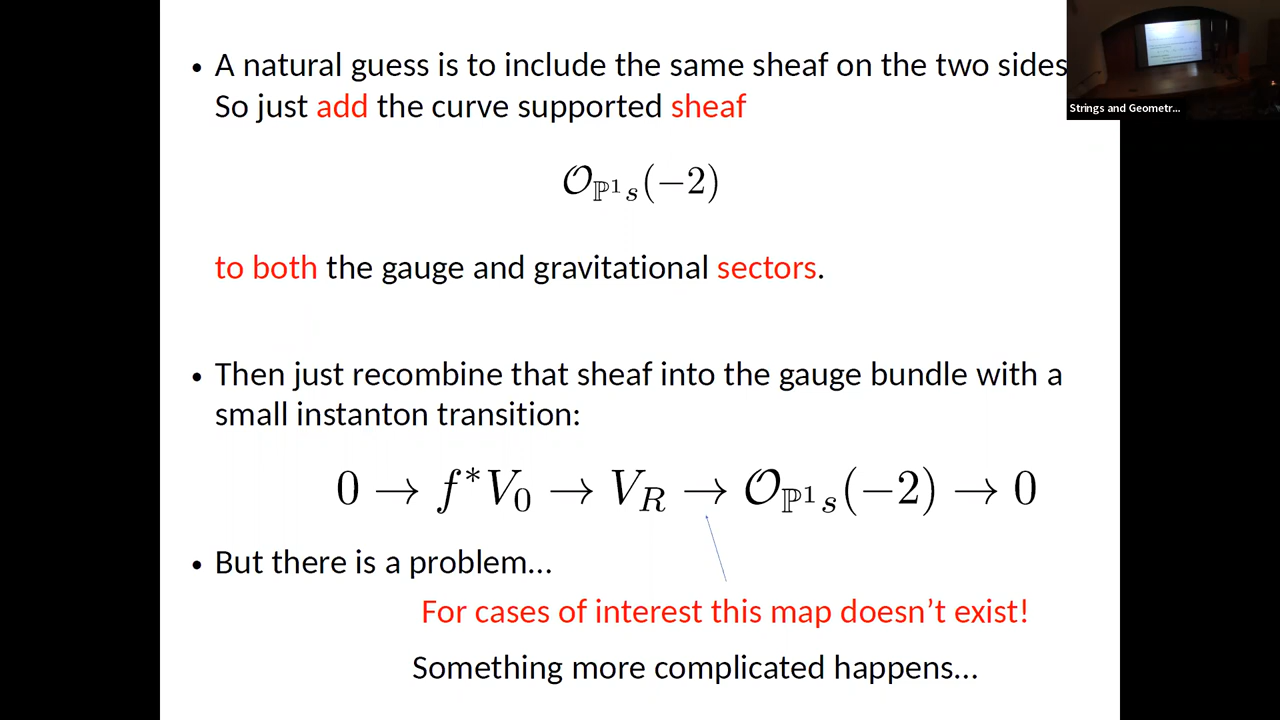 • A natural guess is to include the same sheaf on the two sides
So just add the curve supported sheaf
𝒪_{ℙ¹s}(−2)
to both the gauge and gravitational sectors.
• Then just recombine that sheaf into the gauge bundle with a
small instanton transition:
0 → f*V₀ → V_R → 𝒪_{ℙ¹s}(−2) → 0
• But there is a problem...
For cases of interest this map doesn't exist!
Something more complicated happens...
Strings and Geometr...